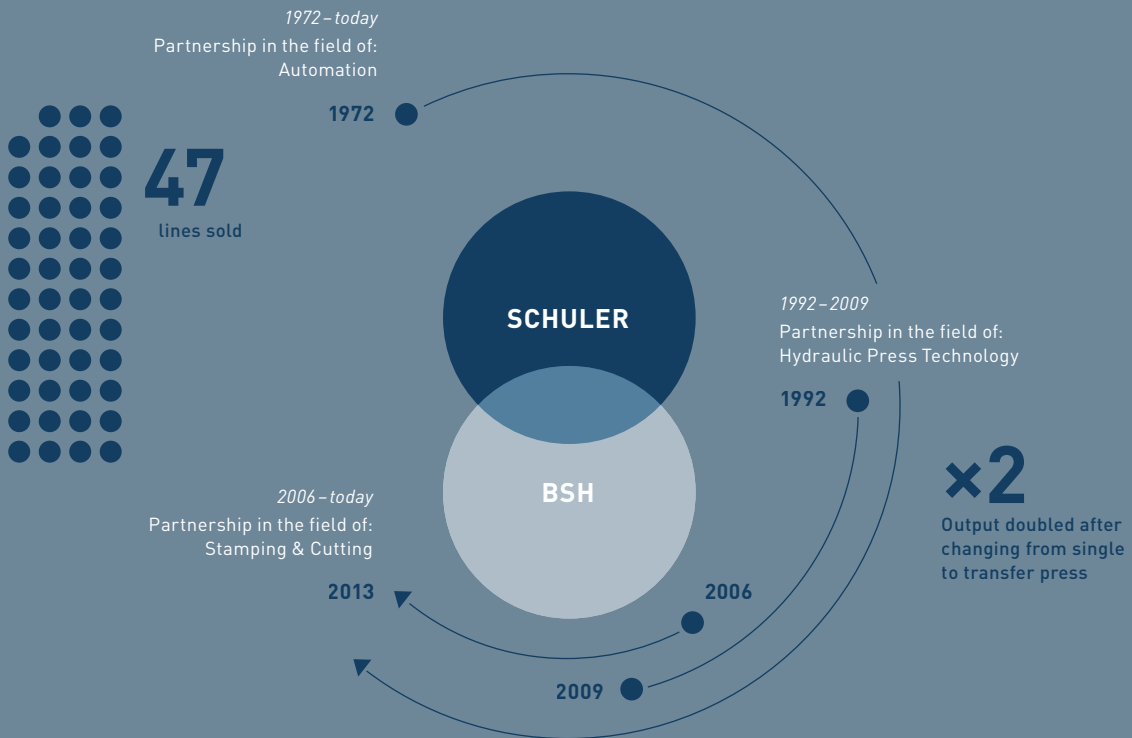 1972 – today
Partnership in the field of:
Automation
1972
47
lines sold
SCHULER
1992 – 2009
Partnership in the field of:
Hydraulic Press Technology
1992
×2
Output doubled after
changing from single
to transfer press
BSH
2006 – today
Partnership in the field of:
Stamping & Cutting
2013
2006
2009